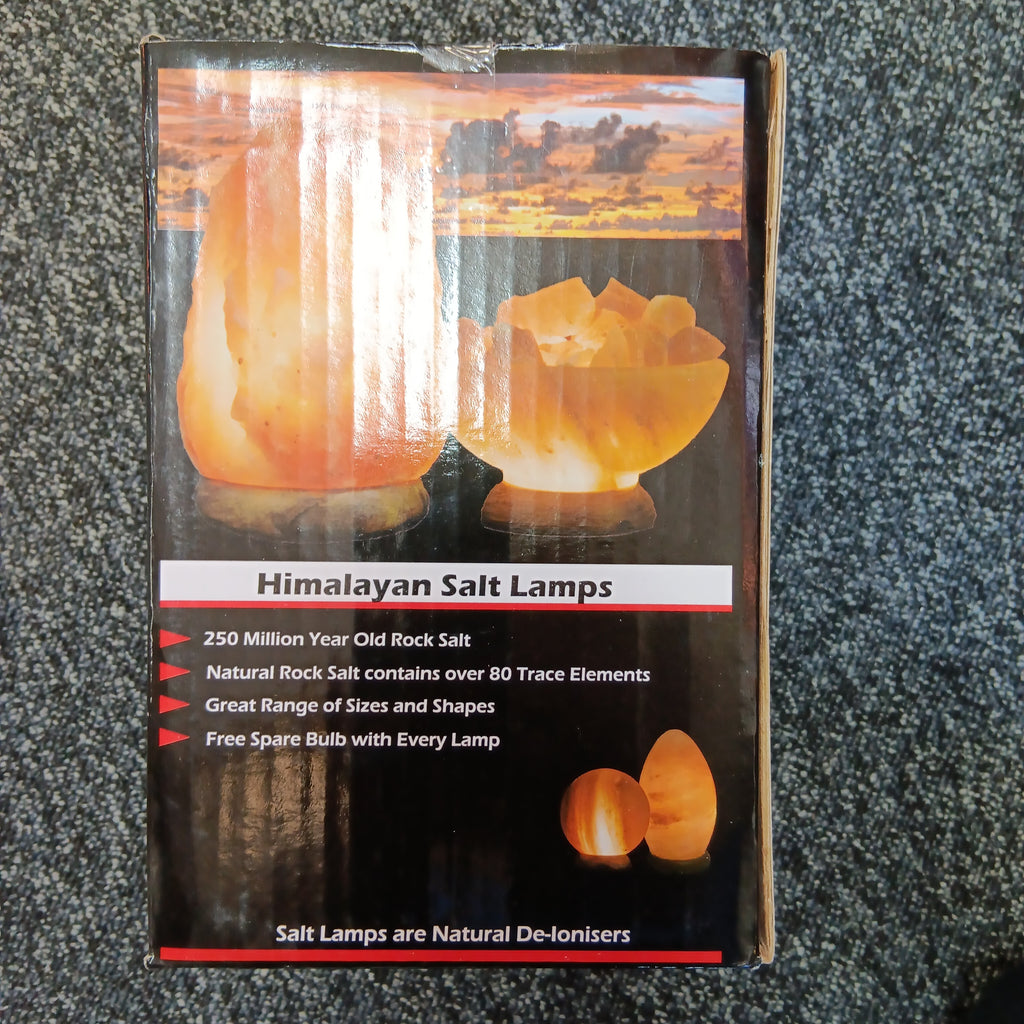 Himalayan Salt Lamps
250 Million Year Old Rock Salt
Natural Rock Salt contains over 80 Trace Elements
Great Range of Sizes and Shapes
Free Spare Bulb with Every Lamp
Salt Lamps are Natural De-Ionisers